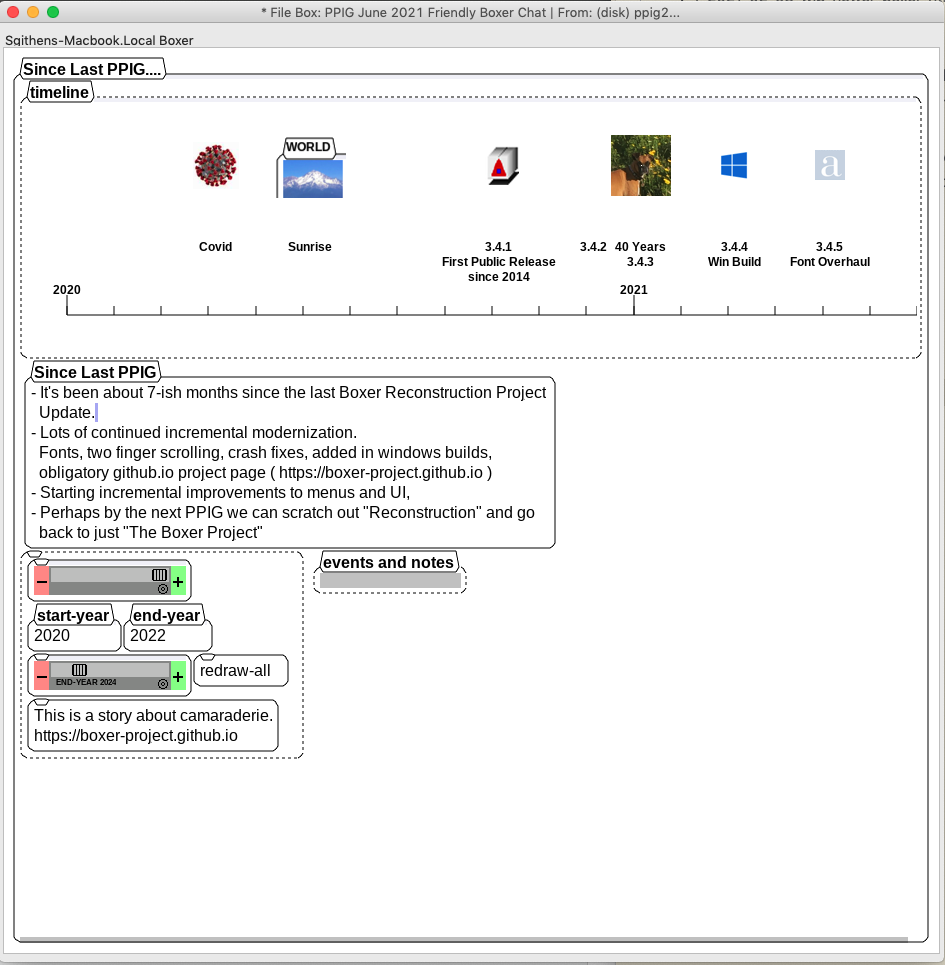 * File Box: PPIG June 2021 Friendly Boxer Chat | From: (disk) ppig2...
Sgithens-Macbook.Local Boxer
Since Last PPIG....
timeline
WORLD
a
Covid
Sunrise
3.4.1
First Public Release
since 2014
3.4.2
40 Years
3.4.3
3.4.4
Win Build
3.4.5
Font Overhaul
2020
2021
Since Last PPIG
- It's been about 7-ish months since the last Boxer Reconstruction Project
Update.
- Lots of continued incremental modernization.
Fonts, two finger scrolling, crash fixes, added in windows builds,
obligatory github.io project page ( https://boxer-project.github.io )
- Starting incremental improvements to menus and UI,
- Perhaps by the next PPIG we can scratch out "Reconstruction" and go
back to just "The Boxer Project"
events and notes
− +
start-year
2020
end-year
2022
− +
END-YEAR 2024
redraw-all
This is a story about camaraderie.
https://boxer-project.github.io